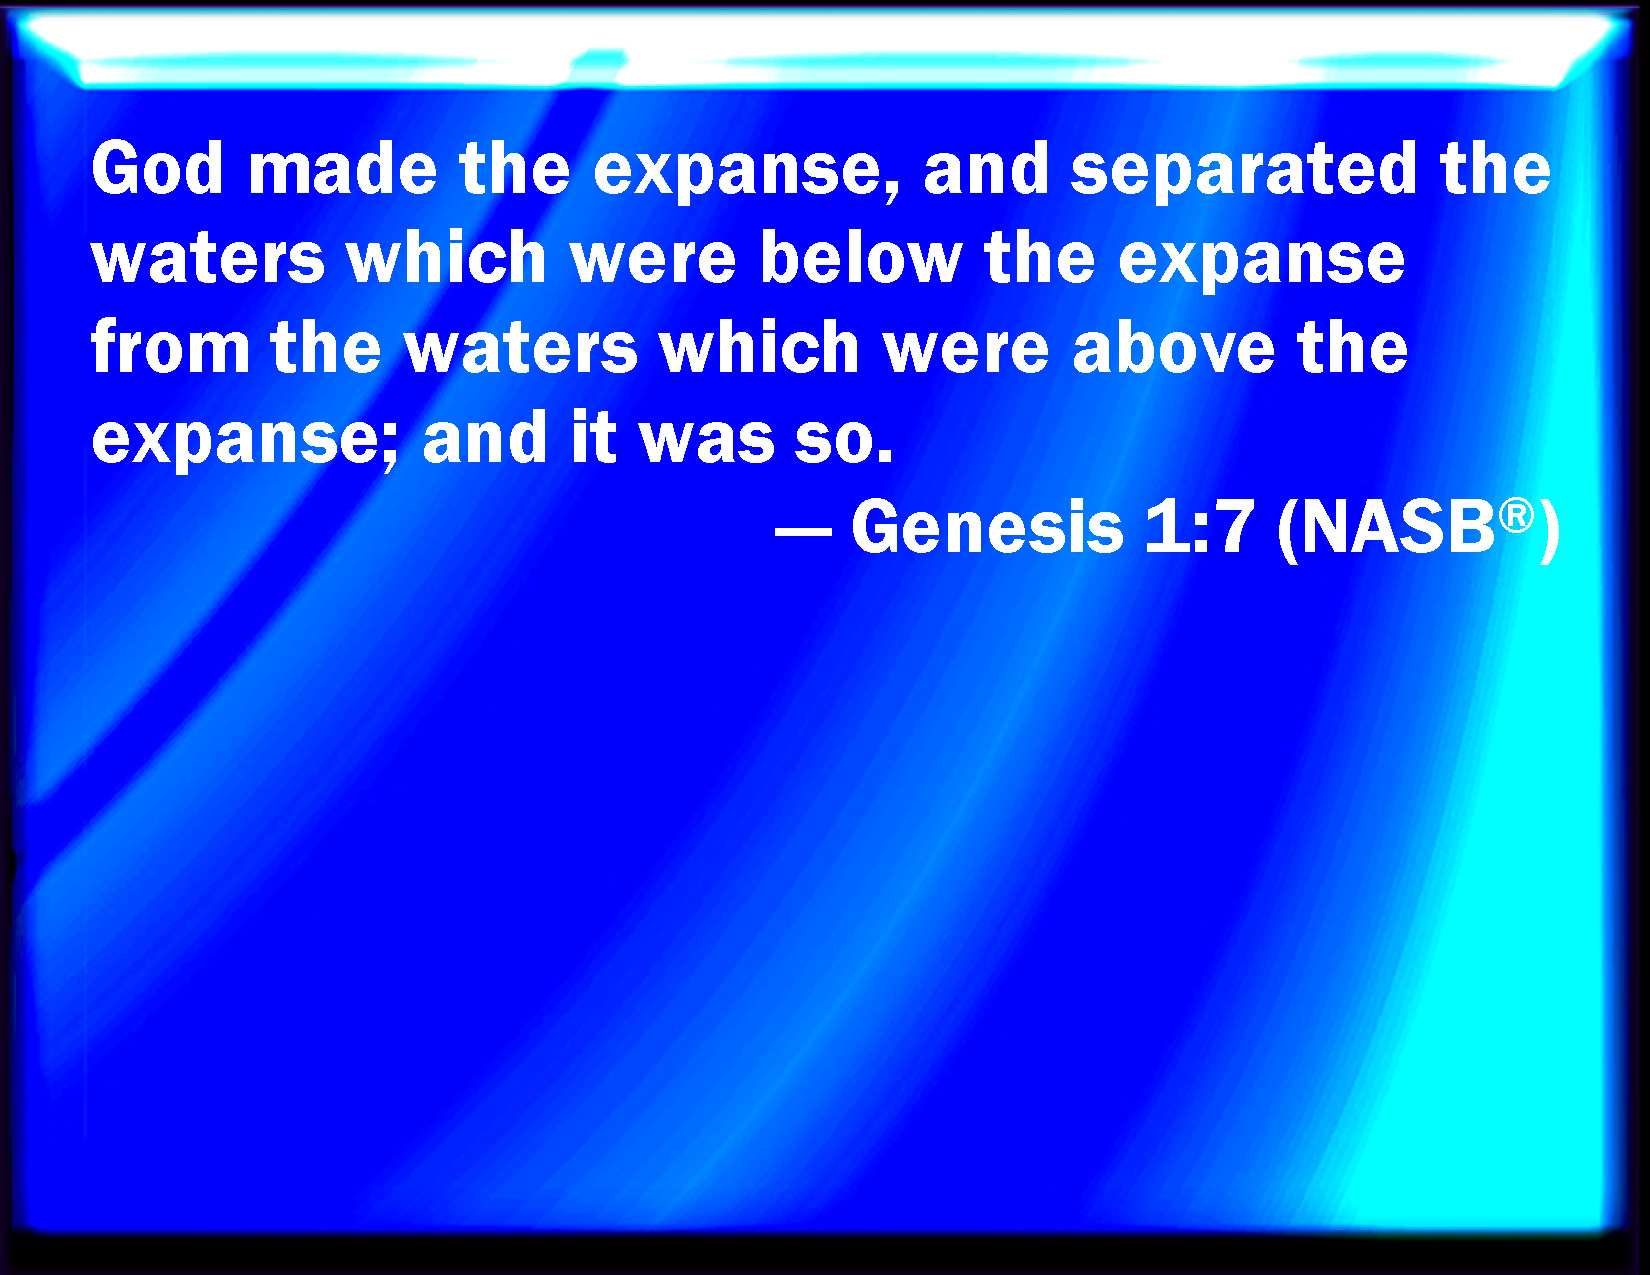 God made the expanse, and separated the
waters which were below the expanse
from the waters which were above the
expanse; and it was so.
— Genesis 1:7 (NASB®)